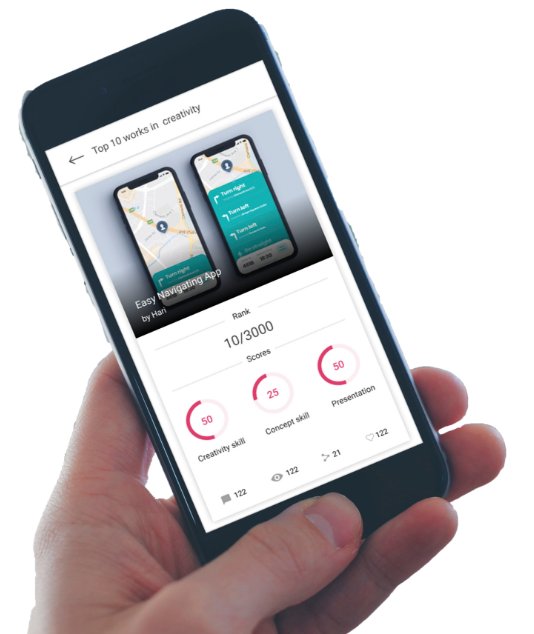 Top 10 works in creativity
Turn right
Turn left
Turn left
Turn right
Easy Navigating App
by Hari
Rank
10/3000
Scores
50
25
50
Creativity skill
Concept skill
Presentation
122
122
21
122